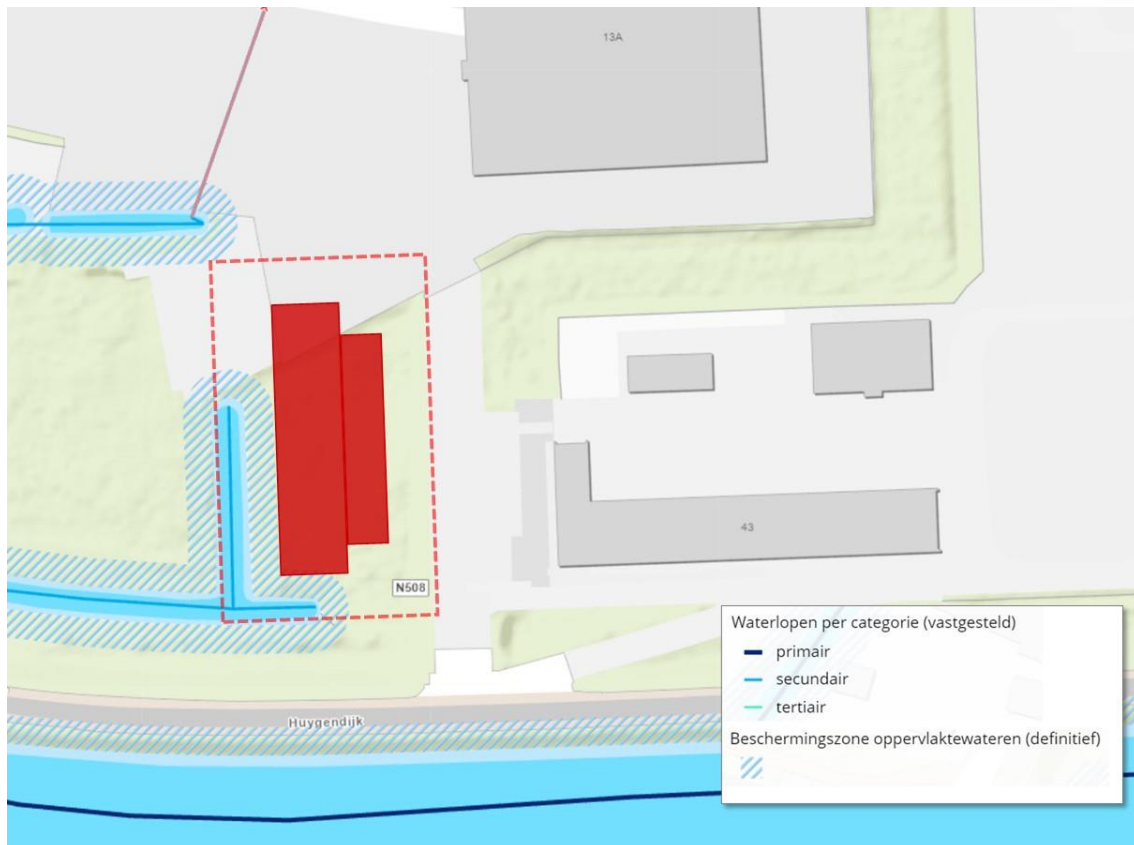 13A
43
N508
Huygendijk
Waterlopen per categorie (vastgesteld)
primair
secundair
tertiair
Beschermingszone oppervlaktewateren (definitief)